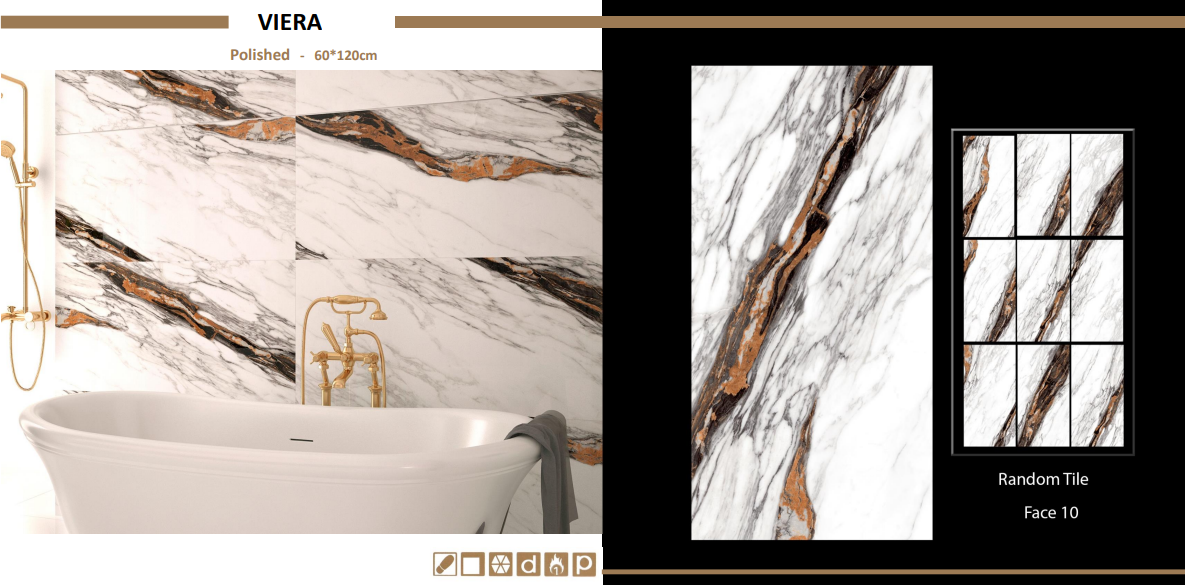 VIERA
Polished - 60*120cm
Random Tile
Face 10
d
p